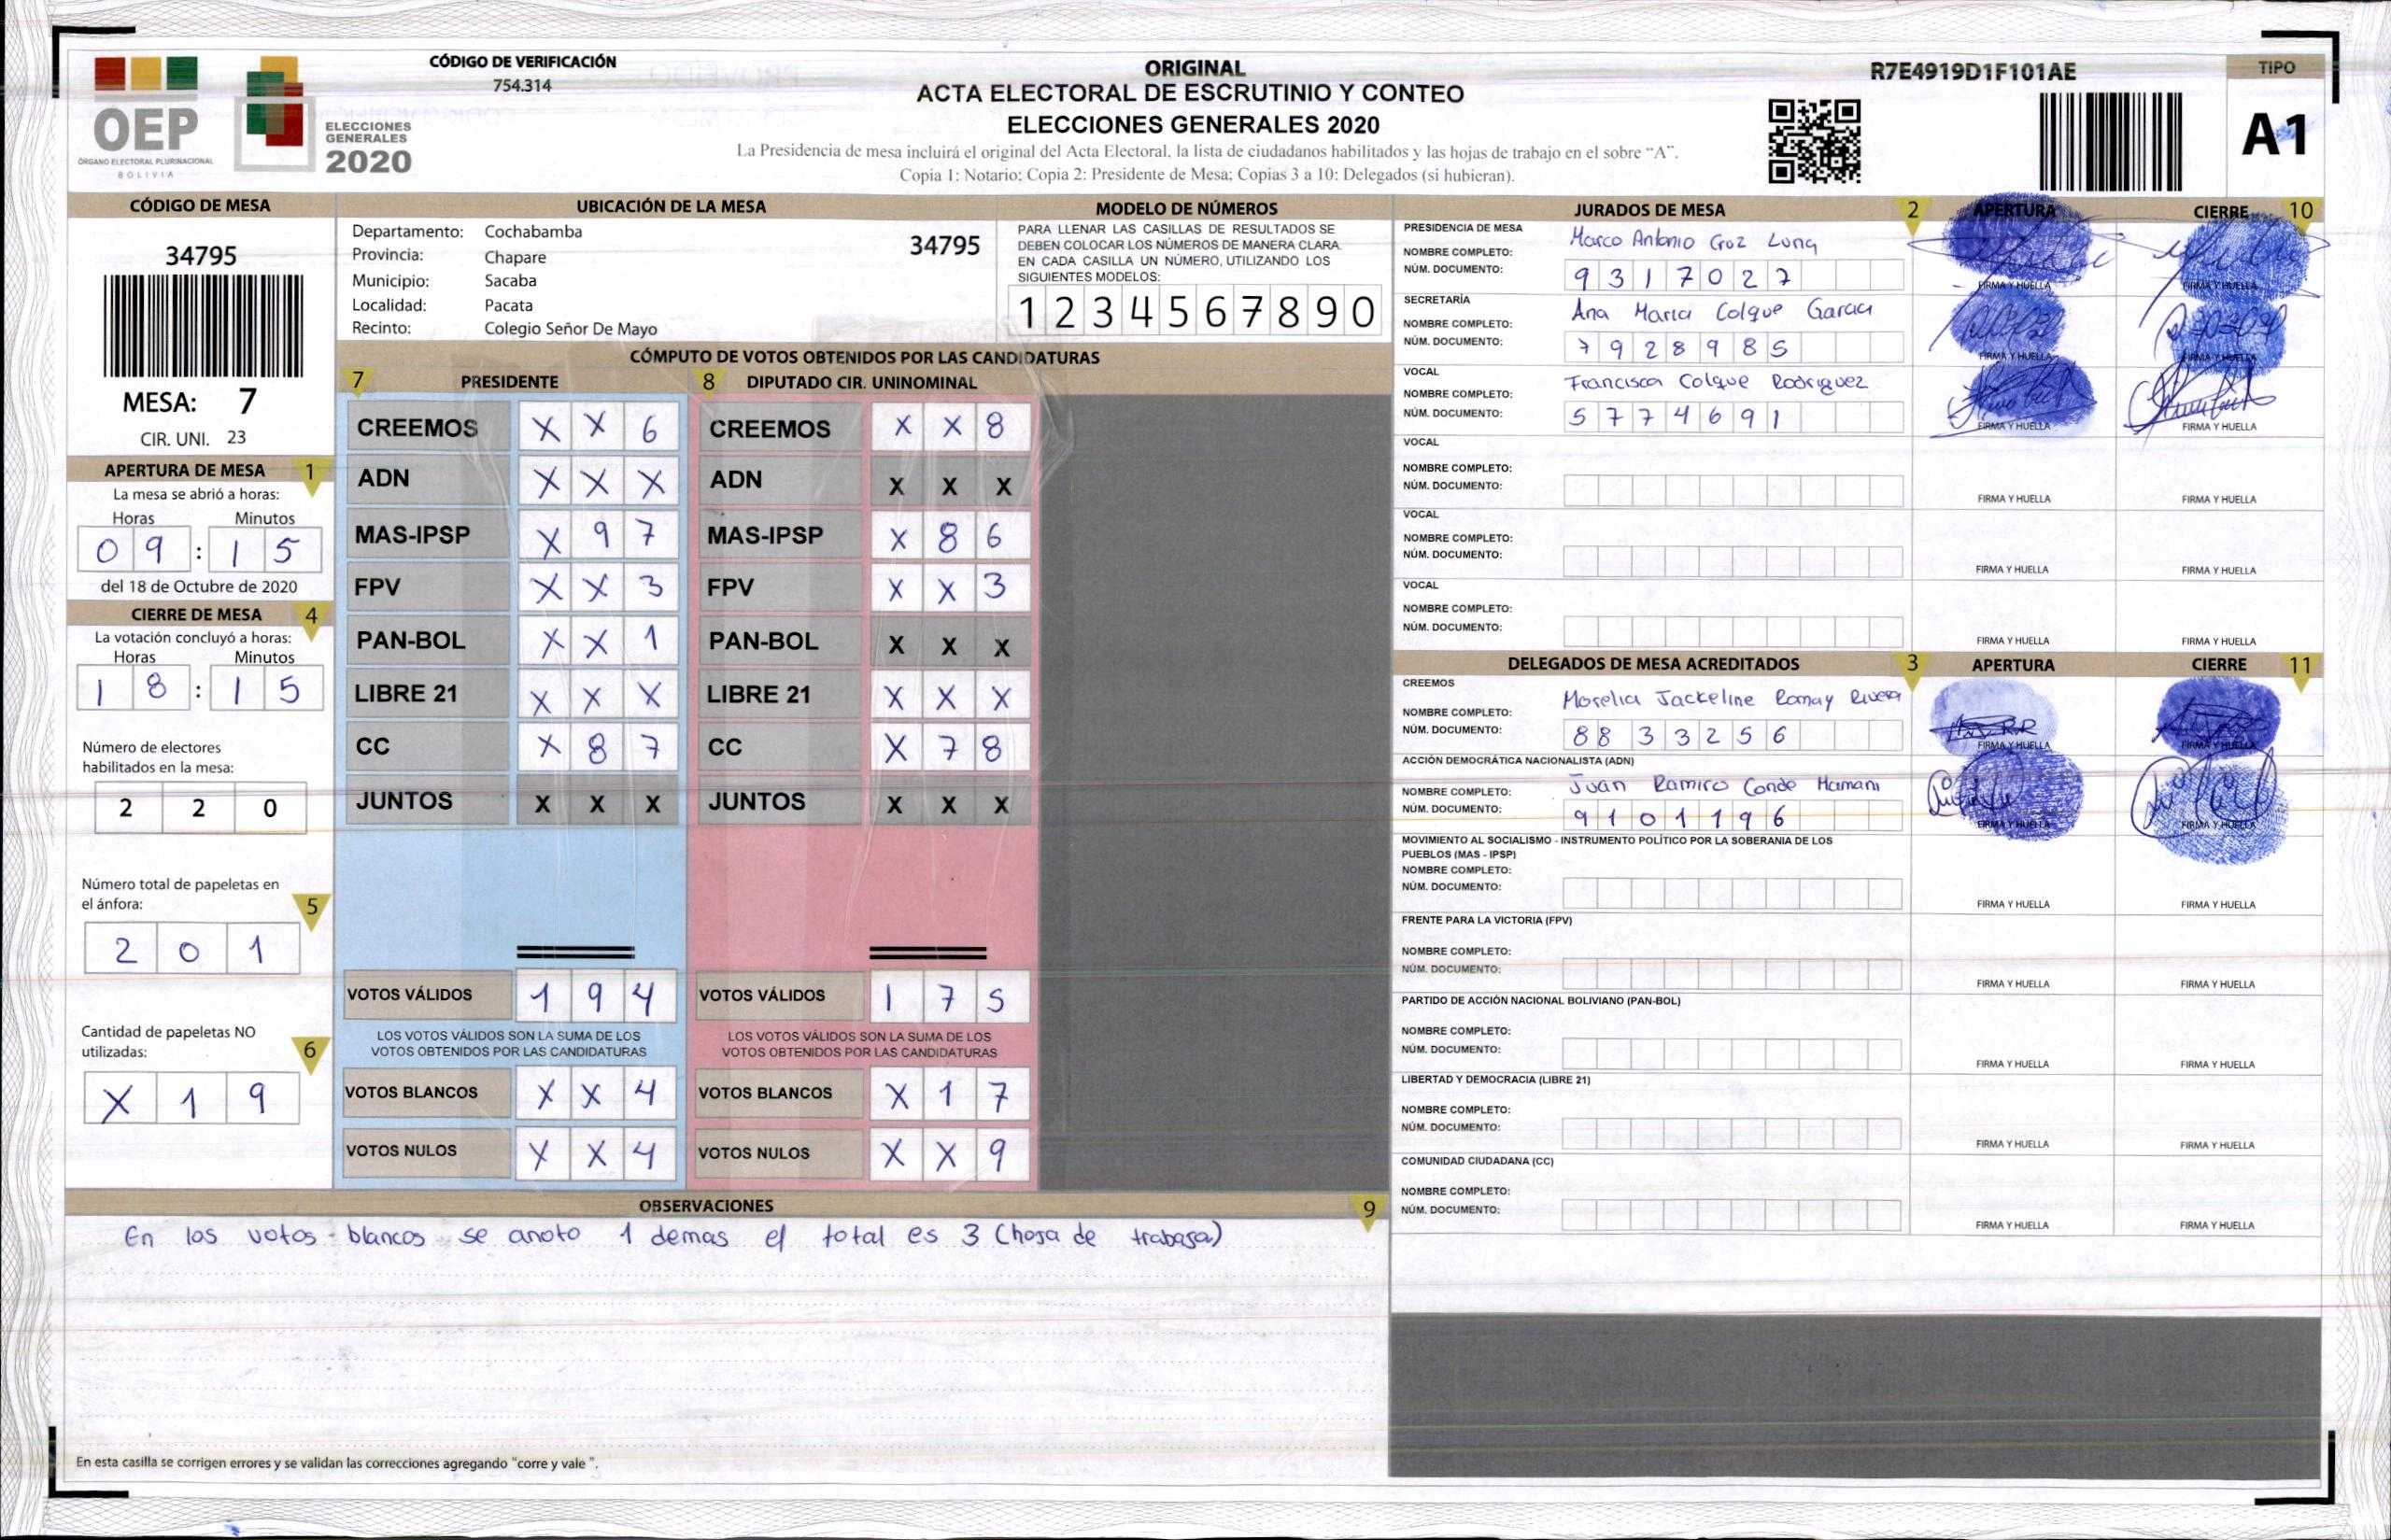 CÓDIGO DE VERIFICACIÓN
754.314
OEP
ÓRGANO ELECTORAL PLURINACIONAL
BOLIVIA
ELECCIONES
GENERALES
2020
ORIGINAL
ACTA ELECTORAL DE ESCRUTINIO Y CONTEO
ELECCIONES GENERALES 2020
La Presidencia de mesa incluirá el original del Acta Electoral, la lista de ciudadanos habilitados y las hojas de trabajo en el sobre “A”.
Copia 1: Notario; Copia 2: Presidente de Mesa; Copias 3 a 10: Delegados (si hubieran).
R7E4919D1F101AE
TIPO
A1
CÓDIGO DE MESA
34795
MESA: 7
CIR. UNI. 23
APERTURA DE MESA 1
La mesa se abrió a horas:
Horas Minutos
0 9 : 1 5
del 18 de Octubre de 2020
CIERRE DE MESA 4
La votación concluyó a horas:
Horas Minutos
1 8 : 1 5
Número de electores
habilitados en la mesa:
2 2 0
Número total de papeletas en
el ánfora:
5
2 0 1
Cantidad de papeletas NO
utilizadas:
6
X 1 9
UBICACIÓN DE LA MESA
Departamento: Cochabamba
34795
Provincia: Chapare
Municipio: Sacaba
Localidad: Pacata
Recinto: Colegio Señor De Mayo
MODELO DE NÚMEROS
PARA LLENAR LAS CASILLAS DE RESULTADOS SE
DEBEN COLOCAR LOS NÚMEROS DE MANERA CLARA.
EN CADA CASILLA UN NÚMERO, UTILIZANDO LOS
SIGUIENTES MODELOS:
1 2 3 4 5 6 7 8 9 0
CÓMPUTO DE VOTOS OBTENIDOS POR LAS CANDIDATURAS
7 PRESIDENTE 8 DIPUTADO CIR. UNINOMINAL
CREEMOS X X 6 CREEMOS X X 8
ADN X X X ADN X X X
MAS-IPSP X 9 7 MAS-IPSP X 8 6
FPV X X 3 FPV X X 3
PAN-BOL X X 1 PAN-BOL X X X
LIBRE 21 X X X LIBRE 21 X X X
CC X 8 7 CC X 7 8
JUNTOS X X X JUNTOS X X X
VOTOS VÁLIDOS 1 9 4 VOTOS VÁLIDOS 1 7 5
LOS VOTOS VÁLIDOS SON LA SUMA DE LOS LOS VOTOS VÁLIDOS SON LA SUMA DE LOS
VOTOS OBTENIDOS POR LAS CANDIDATURAS VOTOS OBTENIDOS POR LAS CANDIDATURAS
VOTOS BLANCOS X X 4 VOTOS BLANCOS X 1 7
VOTOS NULOS X X 4 VOTOS NULOS X X 9
OBSERVACIONES 9
En los votos blancos se anoto 1 demas el total es 3 (hoja de trabaja)
En esta casilla se corrigen errores y se validan las correcciones agregando "corre y vale ".
JURADOS DE MESA 2 APERTURA CIERRE 10
PRESIDENCIA DE MESA
NOMBRE COMPLETO: Marco Antonio Cruz Luna
NÚM. DOCUMENTO: 9 3 1 7 0 2 7
FIRMA Y HUELLA FIRMA Y HUELLA
SECRETARÍA
NOMBRE COMPLETO: Ana Maria Colque Garcia
NÚM. DOCUMENTO: 7 9 2 8 9 8 5
FIRMA Y HUELLA FIRMA Y HUELLA
VOCAL
NOMBRE COMPLETO: Francisca Colque Rodriguez
NÚM. DOCUMENTO: 5 7 7 4 6 9 1
FIRMA Y HUELLA FIRMA Y HUELLA
VOCAL
NOMBRE COMPLETO:
NÚM. DOCUMENTO:
FIRMA Y HUELLA FIRMA Y HUELLA
VOCAL
NOMBRE COMPLETO:
NÚM. DOCUMENTO:
FIRMA Y HUELLA FIRMA Y HUELLA
VOCAL
NOMBRE COMPLETO:
NÚM. DOCUMENTO:
FIRMA Y HUELLA FIRMA Y HUELLA
DELEGADOS DE MESA ACREDITADOS 3 APERTURA CIERRE 11
CREEMOS
NOMBRE COMPLETO: Morelia Jackeline Romay Rivera
NÚM. DOCUMENTO: 8 8 3 3 2 5 6
FIRMA Y HUELLA FIRMA Y HUELLA
ACCIÓN DEMOCRÁTICA NACIONALISTA (ADN)
NOMBRE COMPLETO: Juan Ramiro Conde Mamani
NÚM. DOCUMENTO: 9 1 0 1 1 9 6
FIRMA Y HUELLA FIRMA Y HUELLA
MOVIMIENTO AL SOCIALISMO - INSTRUMENTO POLÍTICO POR LA SOBERANIA DE LOS
PUEBLOS (MAS - IPSP)
NOMBRE COMPLETO:
NÚM. DOCUMENTO:
FIRMA Y HUELLA FIRMA Y HUELLA
FRENTE PARA LA VICTORIA (FPV)
NOMBRE COMPLETO:
NÚM. DOCUMENTO:
FIRMA Y HUELLA FIRMA Y HUELLA
PARTIDO DE ACCIÓN NACIONAL BOLIVIANO (PAN-BOL)
NOMBRE COMPLETO:
NÚM. DOCUMENTO:
FIRMA Y HUELLA FIRMA Y HUELLA
LIBERTAD Y DEMOCRACIA (LIBRE 21)
NOMBRE COMPLETO:
NÚM. DOCUMENTO:
FIRMA Y HUELLA FIRMA Y HUELLA
COMUNIDAD CIUDADANA (CC)
NOMBRE COMPLETO:
NÚM. DOCUMENTO:
FIRMA Y HUELLA FIRMA Y HUELLA